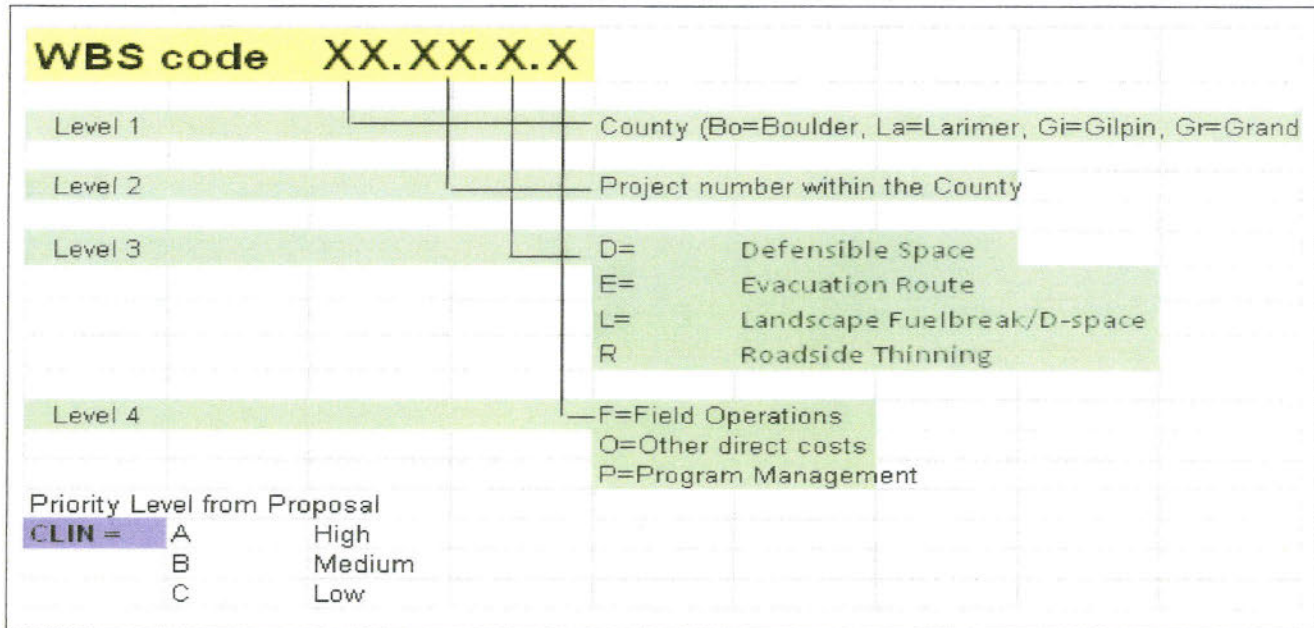 WBS code XX.XX.X.X
Level 1 County (Bo=Boulder, La=Larimer, Gi=Gilpin, Gr=Grand
Level 2 Project number within the County
Level 3 D= Defensible Space
E= Evacuation Route
L= Landscape Fuelbreak/D-space
R Roadside Thinning
Level 4 F=Field Operations
O=Other direct costs
P=Program Management
Priority Level from Proposal
CLIN = A High
B Medium
C Low